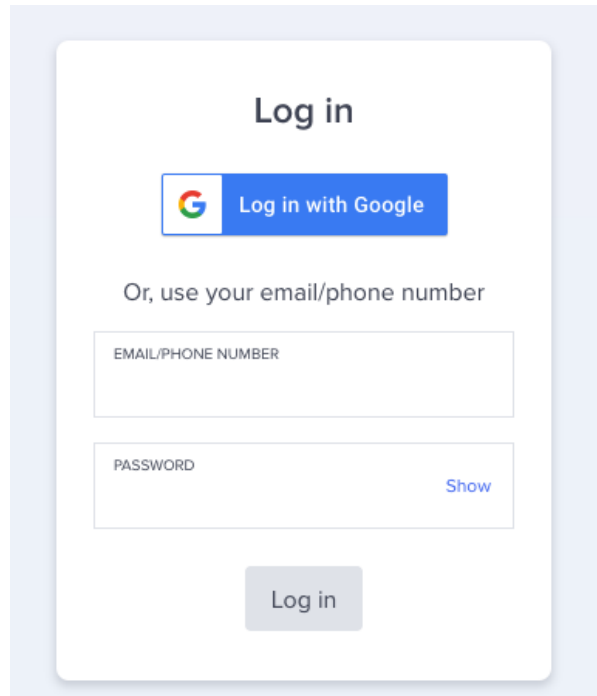 Log in
Log in with Google
Or, use your email/phone number
EMAIL/PHONE NUMBER
PASSWORD
Show
Log in